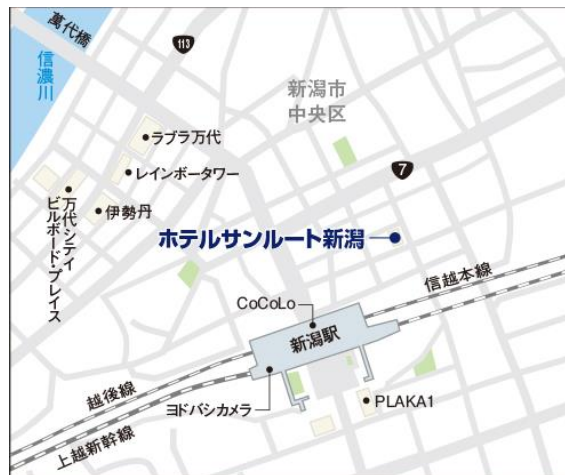 萬代橋
信濃川
113
新潟市
中央区
ラブラ万代
レインボータワー
7
伊勢丹
万代シテイ
ビルボード・プレイス
ホテルサンルート新潟
信越本線
CoCoLo
新潟駅
越後線
ヨドバシカメラ
PLAKA1
上越新幹線